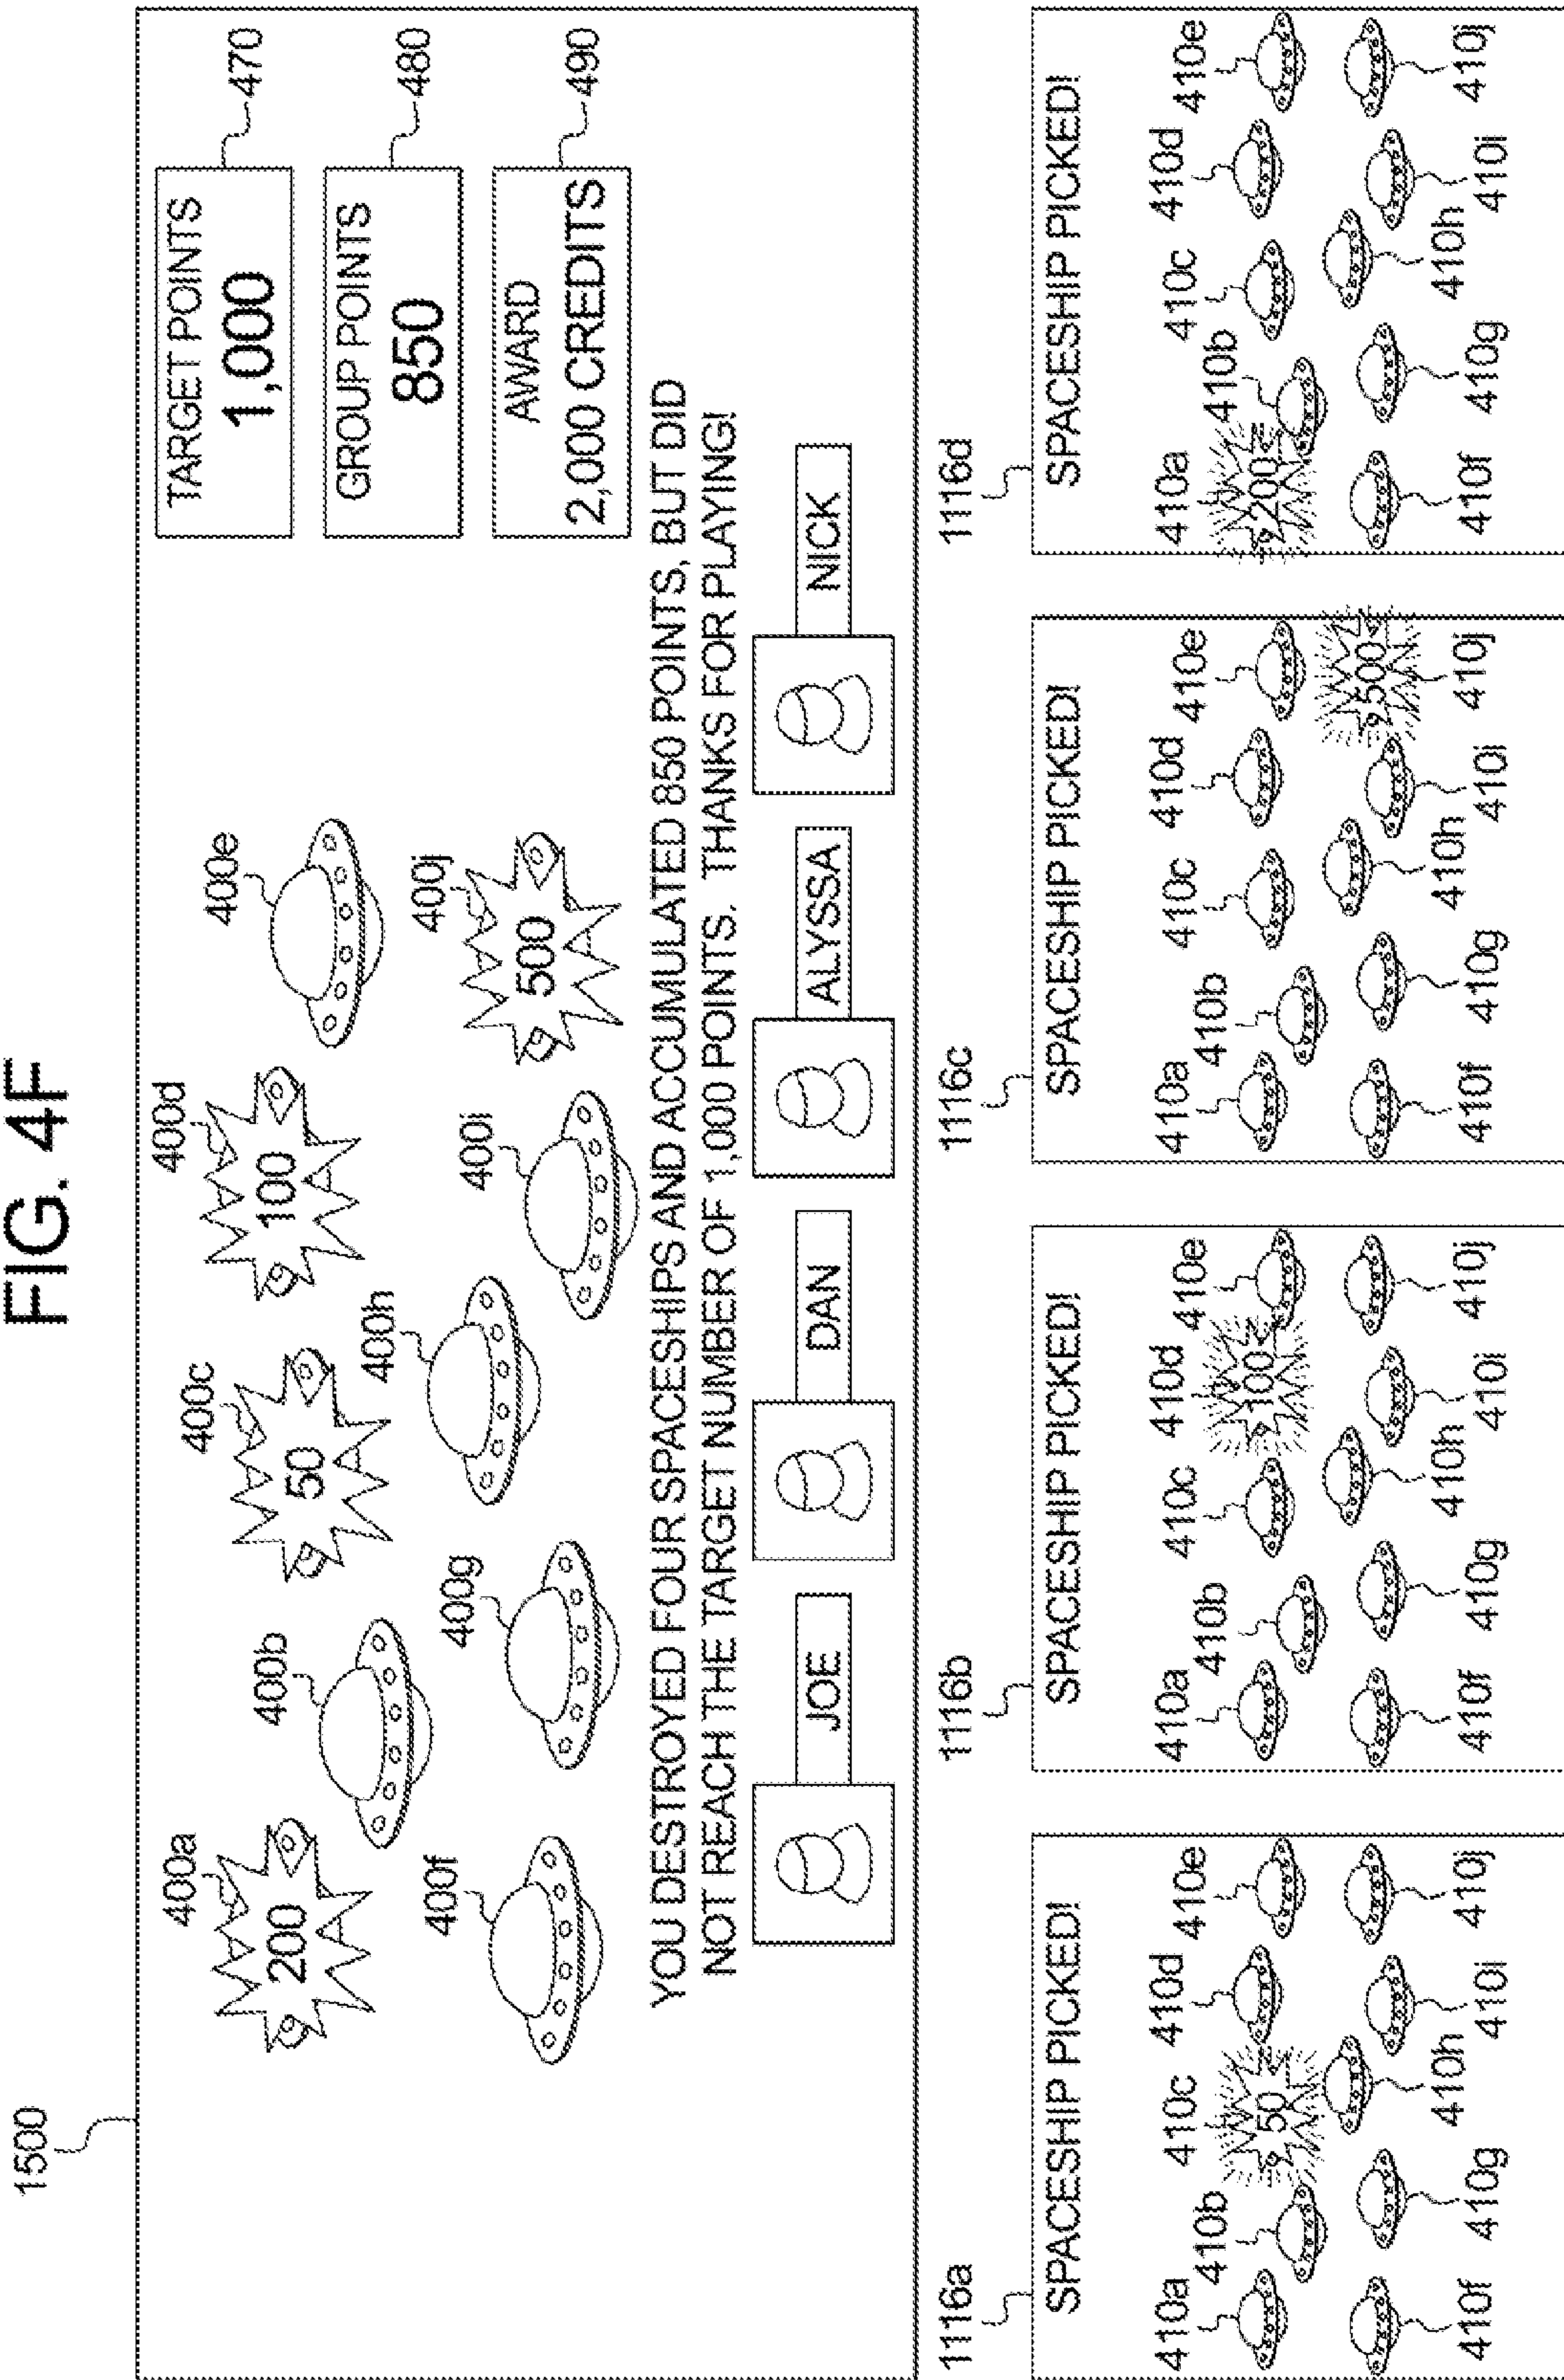 FIG. 4F
1500
400a
400b
400c
400d
400e
200
50
100
TARGET POINTS
1,000
470
400f
400g
400h
400i
400j
500
GROUP POINTS
850
480
AWARD
2,000 CREDITS
490
YOU DESTROYED FOUR SPACESHIPS AND ACCUMULATED 850 POINTS, BUT DID
NOT REACH THE TARGET NUMBER OF 1,000 POINTS. THANKS FOR PLAYING!
JOE
DAN
ALYSSA
NICK
1116a
SPACESHIP PICKED!
410a
410b
410c
410d
410e
50
410f
410g
410h
410i
410j
1116b
SPACESHIP PICKED!
410a
410b
410c
410d
410e
100
410f
410g
410h
410i
410j
1116c
SPACESHIP PICKED!
410a
410b
410c
410d
410e
500
410f
410g
410h
410i
410j
1116d
SPACESHIP PICKED!
410a
410b
410c
410d
410e
200
410f
410g
410h
410i
410j